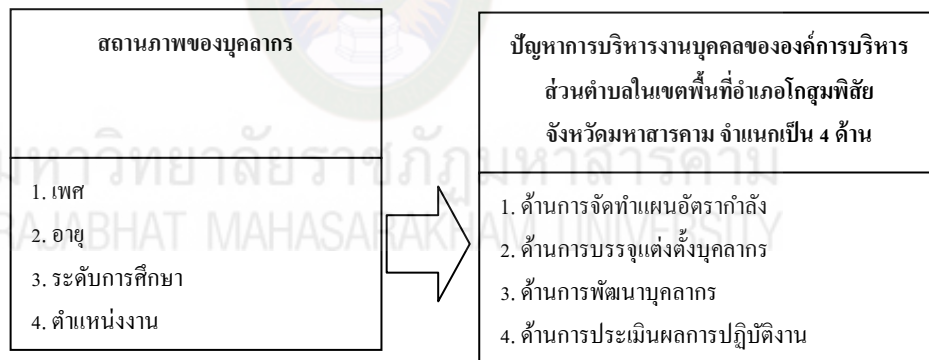 สถานภาพของบุคลากร
1. เพศ
2. อายุ
3. ระดับการศึกษา
4. ตำแหน่งงาน
ปัญหาการบริหารงานบุคคลขององค์การบริหาร
ส่วนตำบลในเขตพื้นที่อำเภอโกสุมพิสัย
จังหวัดมหาสารคาม จำแนกเป็น 4 ด้าน
1. ด้านการจัดทำแผนอัตรากำลัง
2. ด้านการบรรจุแต่งตั้งบุคลากร
3. ด้านการพัฒนาบุคลากร
4. ด้านการประเมินผลการปฏิบัติงาน
มหาวิทยาลัยราชภัฏมหาสารคาม
RAJABHAT MAHASARAKHAM UNIVERSITY